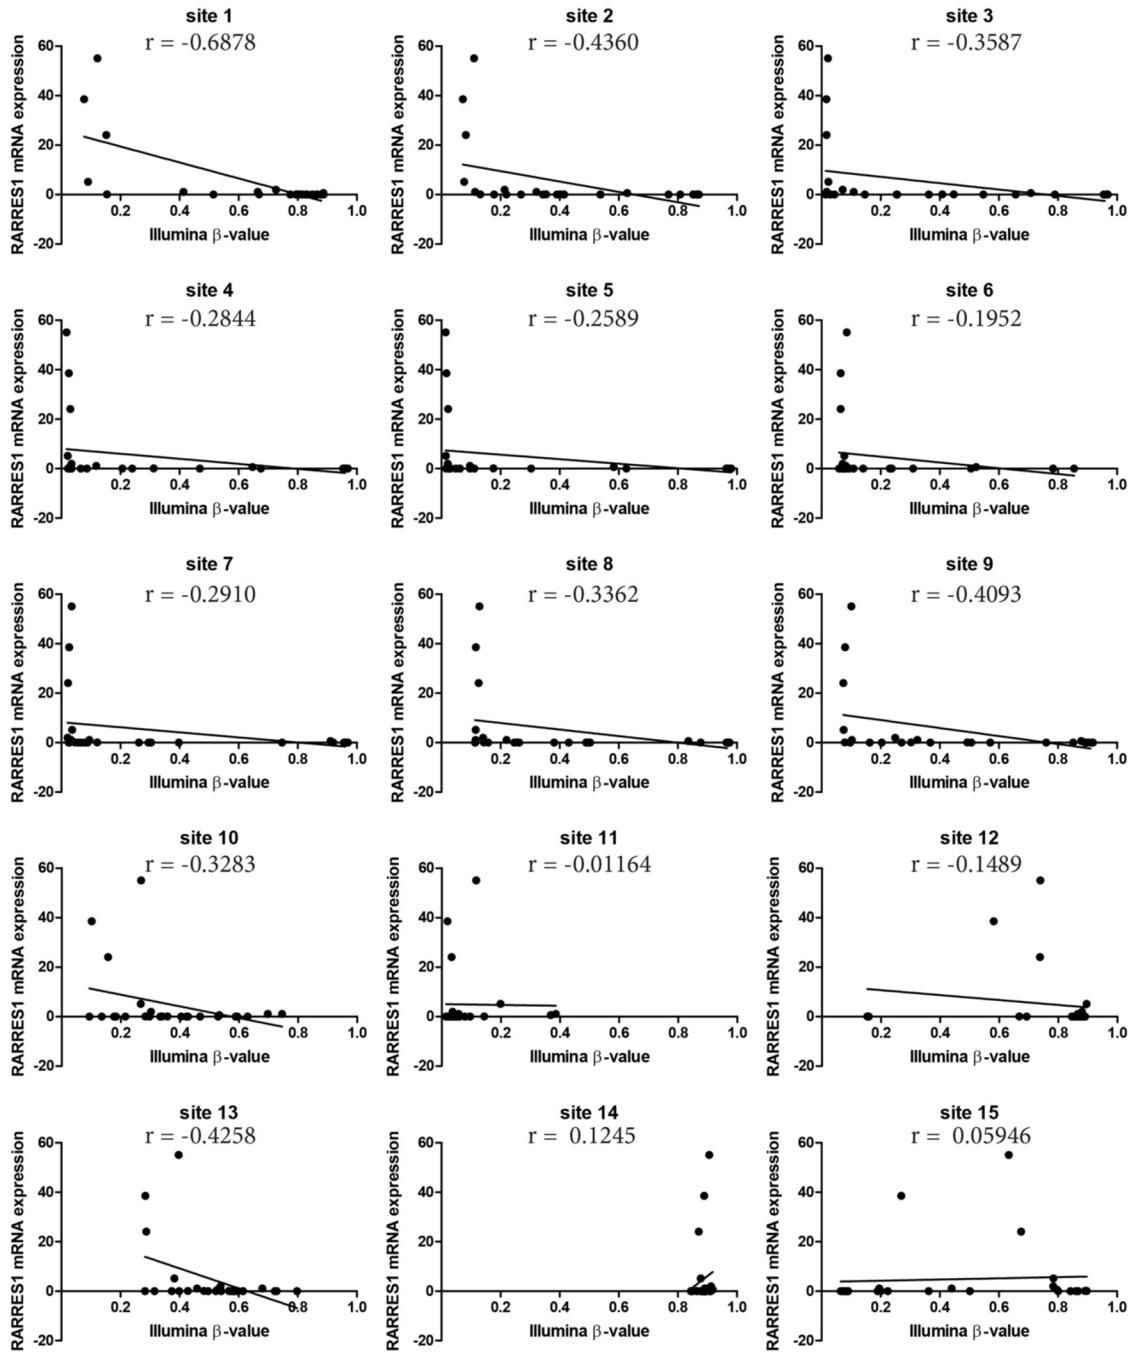 site 1
r = -0.6878
RARRES1 mRNA expression
60
40
20
0
-20
0.2 0.4 0.6 0.8 1.0
Illumina β-value
site 2
r = -0.4360
RARRES1 mRNA expression
60
40
20
0
-20
0.2 0.4 0.6 0.8 1.0
Illumina β-value
site 3
r = -0.3587
RARRES1 mRNA expression
60
40
20
0
-20
0.2 0.4 0.6 0.8 1.0
Illumina β-value
site 4
r = -0.2844
RARRES1 mRNA expression
60
40
20
0
-20
0.2 0.4 0.6 0.8 1.0
Illumina β-value
site 5
r = -0.2589
RARRES1 mRNA expression
60
40
20
0
-20
0.2 0.4 0.6 0.8 1.0
Illumina β-value
site 6
r = -0.1952
RARRES1 mRNA expression
60
40
20
0
-20
0.2 0.4 0.6 0.8 1.0
Illumina β-value
site 7
r = -0.2910
RARRES1 mRNA expression
60
40
20
0
-20
0.2 0.4 0.6 0.8 1.0
Illumina β-value
site 8
r = -0.3362
RARRES1 mRNA expression
60
40
20
0
-20
0.2 0.4 0.6 0.8 1.0
Illumina β-value
site 9
r = -0.4093
RARRES1 mRNA expression
60
40
20
0
-20
0.2 0.4 0.6 0.8 1.0
Illumina β-value
site 10
r = -0.3283
RARRES1 mRNA expression
60
40
20
0
-20
0.2 0.4 0.6 0.8 1.0
Illumina β-value
site 11
r = -0.01164
RARRES1 mRNA expression
60
40
20
0
-20
0.2 0.4 0.6 0.8 1.0
Illumina β-value
site 12
r = -0.1489
RARRES1 mRNA expression
60
40
20
0
-20
0.2 0.4 0.6 0.8 1.0
Illumina β-value
site 13
r = -0.4258
RARRES1 mRNA expression
60
40
20
0
-20
0.2 0.4 0.6 0.8 1.0
Illumina β-value
site 14
r = 0.1245
RARRES1 mRNA expression
60
40
20
0
-20
0.2 0.4 0.6 0.8 1.0
Illumina β-value
site 15
r = 0.05946
RARRES1 mRNA expression
60
40
20
0
-20
0.2 0.4 0.6 0.8 1.0
Illumina β-value